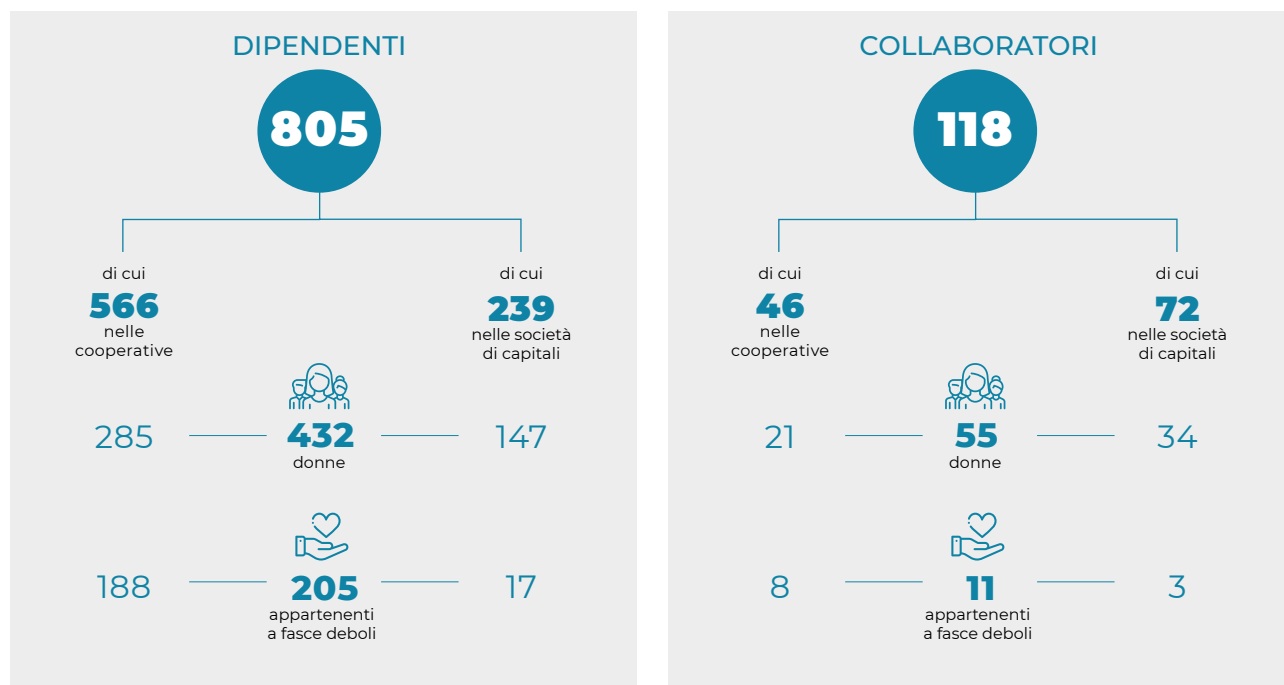 DIPENDENTI
805
di cui
566
nelle
cooperative
di cui
239
nelle società
di capitali
285
432
donne
147
188
205
appartenenti
a fasce deboli
17
COLLABORATORI
118
di cui
46
nelle
cooperative
di cui
72
nelle società
di capitali
21
55
donne
34
8
11
appartenenti
a fasce deboli
3